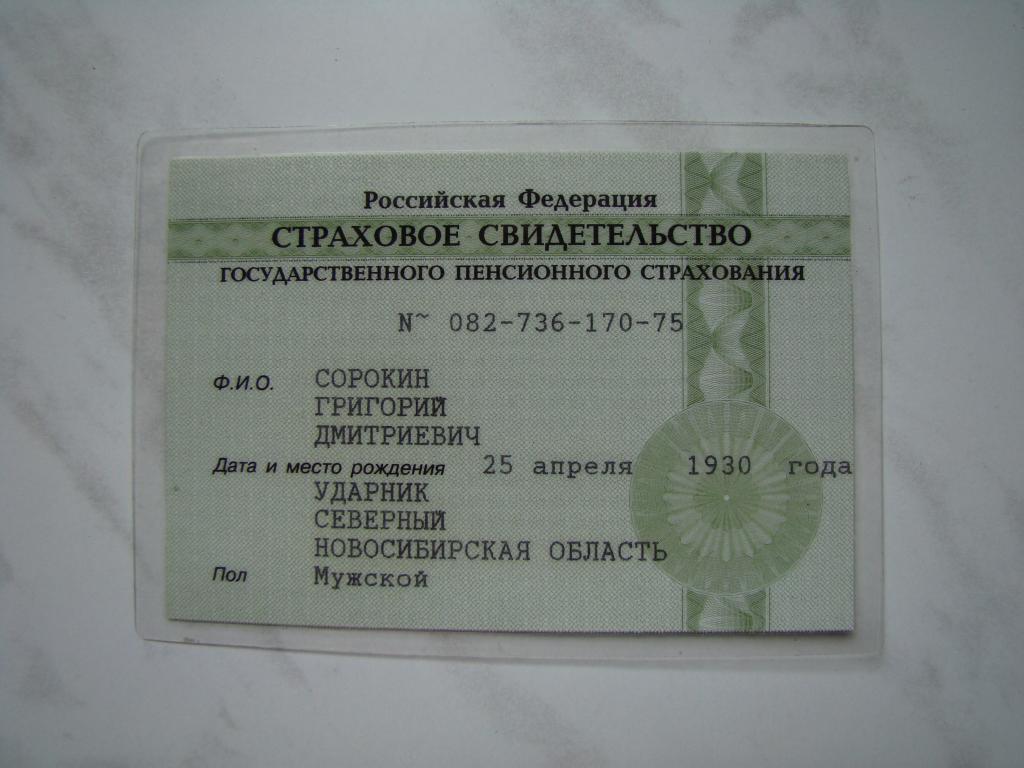 Российская Федерация
СТРАХОВОЕ СВИДЕТЕЛЬСТВО
ГОСУДАРСТВЕННОГО ПЕНСИОННОГО СТРАХОВАНИЯ
N~ 082-736-170-75
Ф.И.О. СОРОКИН
ГРИГОРИЙ
ДМИТРИЕВИЧ
Дата и место рождения 25 апреля 1930 года
УДАРНИК
СЕВЕРНЫЙ
НОВОСИБИРСКАЯ ОБЛАСТЬ
Пол Мужской